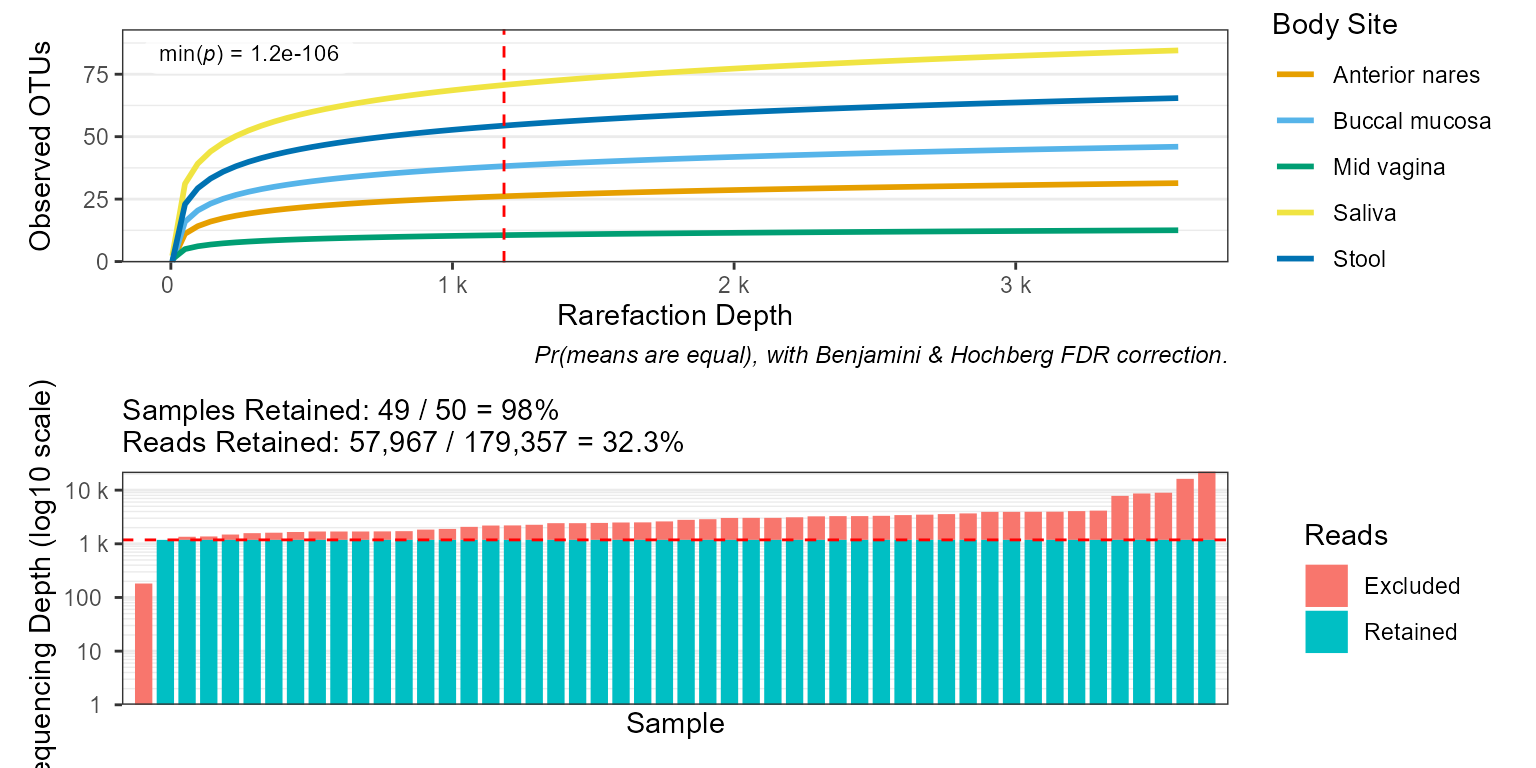 min(p) = 1.2e-106
Observed OTUs
75
50
25
0
0 1 k 2 k 3 k
Rarefaction Depth
Pr(means are equal), with Benjamini & Hochberg FDR correction.
Body Site
Anterior nares
Buccal mucosa
Mid vagina
Saliva
Stool
Samples Retained: 49 / 50 = 98%
Reads Retained: 57,967 / 179,357 = 32.3%
equencing Depth (log10 scale)
10 k
1 k
100
10
1
Sample
Reads
Excluded
Retained